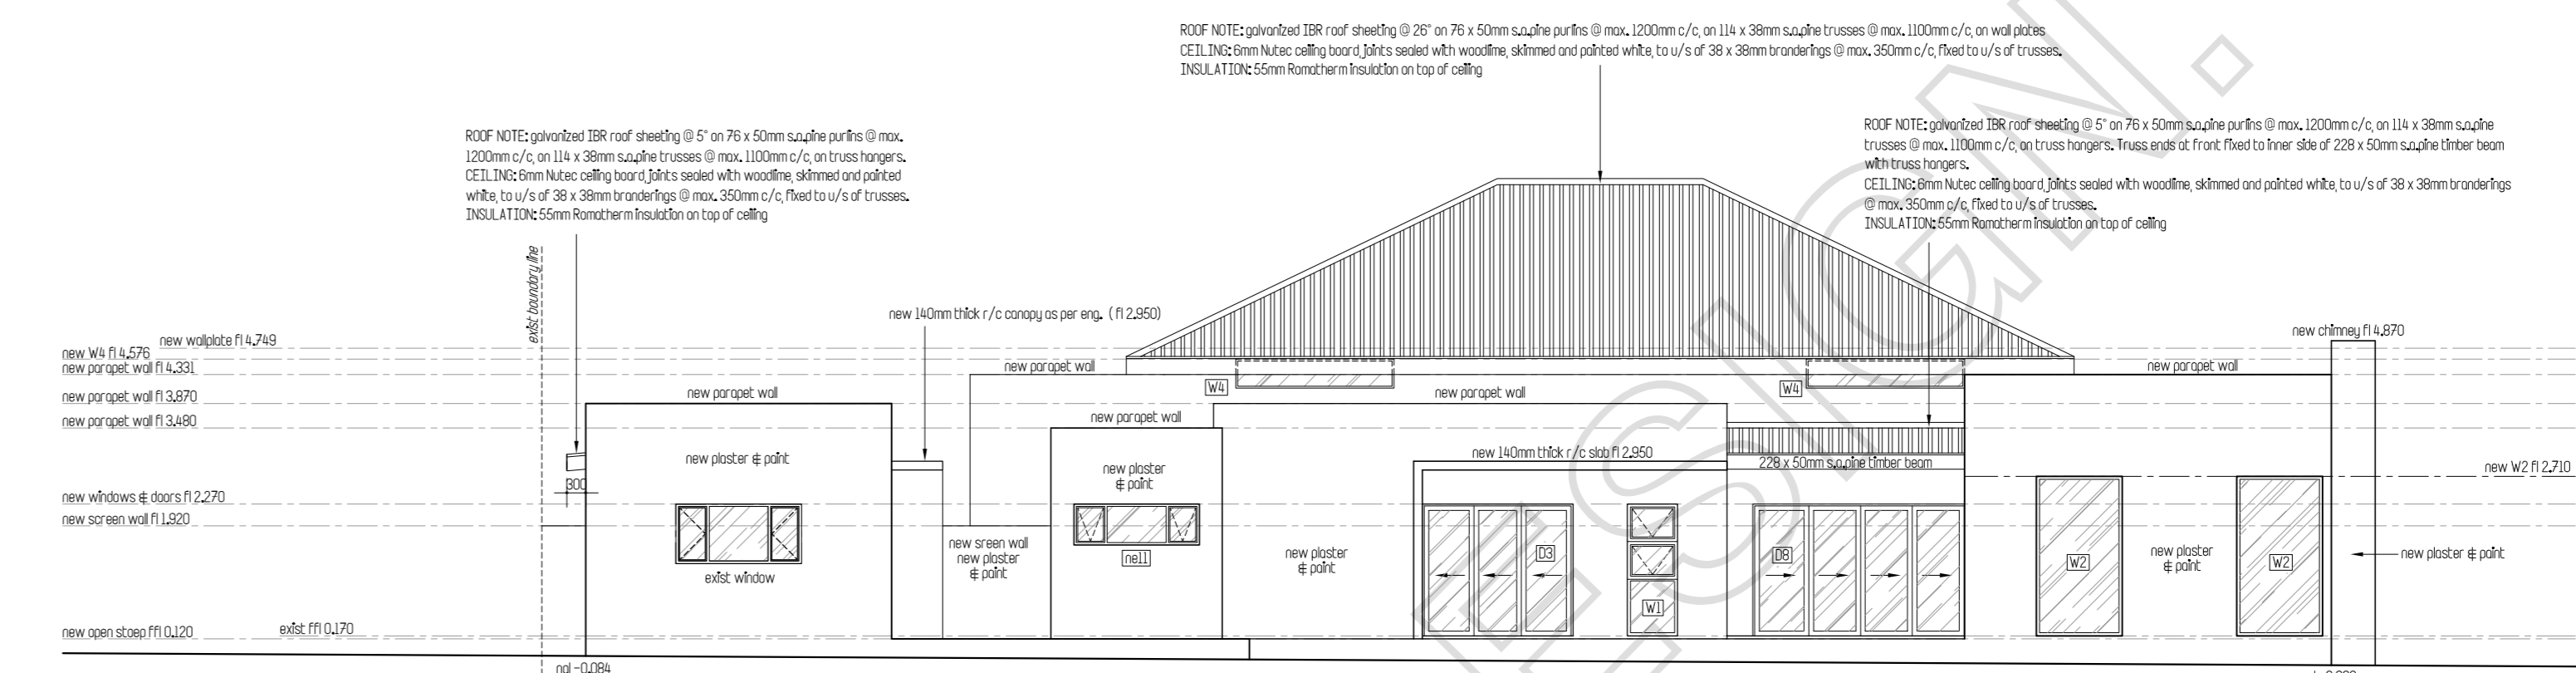 ROOF NOTE: galvanized IBR roof sheeting @ 26° on 76 x 50mm s.a.pine purlins @ max. 1200mm c/c, on 114 x 38mm s.a.pine trusses @ max. 1100mm c/c, on wall plates
CEILING: 6mm Nutec ceiling board, joints sealed with woodlime, skimmed and painted white, to u/s of 38 x 38mm branderings @ max. 350mm c/c, fixed to u/s of trusses.
INSULATION: 55mm Romatherm insulation on top of ceiling
ROOF NOTE: galvanized IBR roof sheeting @ 5° on 76 x 50mm s.a.pine purlins @ max.
1200mm c/c, on 114 x 38mm s.a.pine trusses @ max. 1100mm c/c, on truss hangers.
CEILING: 6mm Nutec ceiling board, joints sealed with woodlime, skimmed and painted
white, to u/s of 38 x 38mm branderings @ max. 350mm c/c, fixed to u/s of trusses.
INSULATION: 55mm Romatherm insulation on top of ceiling
ROOF NOTE: galvanized IBR roof sheeting @ 5° on 76 x 50mm s.a.pine purlins @ max. 1200mm c/c, on 114 x 38mm s.a.pine
trusses @ max. 1100mm c/c, on truss hangers. Truss ends at front fixed to inner side of 228 x 50mm s.a.pine timber beam
with truss hangers.
CEILING: 6mm Nutec ceiling board, joints sealed with woodlime, skimmed and painted white, to u/s of 38 x 38mm branderings
@ max. 350mm c/c, fixed to u/s of trusses.
INSULATION: 55mm Romatherm insulation on top of ceiling
exist boundary line
new 140mm thick r/c canopy as per eng. ( fl 2.950)
new chimney fl 4.870
new wallplate fl 4.749
new W4 fl 4.576
new parapet wall fl 4.331
new parapet wall fl 3.870
new parapet wall fl 3.480
new windows & doors fl 2.270
new screen wall fl 1.920
new open stoep ffl 0.120
exist ffl 0.170
ngl -0.084
300
new parapet wall
new plaster & paint
exist window
new parapet wall
new sreen wall
new plaster
& paint
new parapet wall
new plaster
& paint
ne11
W4
W4
new parapet wall
new 140mm thick r/c slab fl 2.950
228 x 50mm s.a.pine timber beam
new plaster
& paint
D3
W1
D8
new parapet wall
new W2 fl 2.710
W2
new plaster
& paint
W2
new plaster & paint
ESIGN.